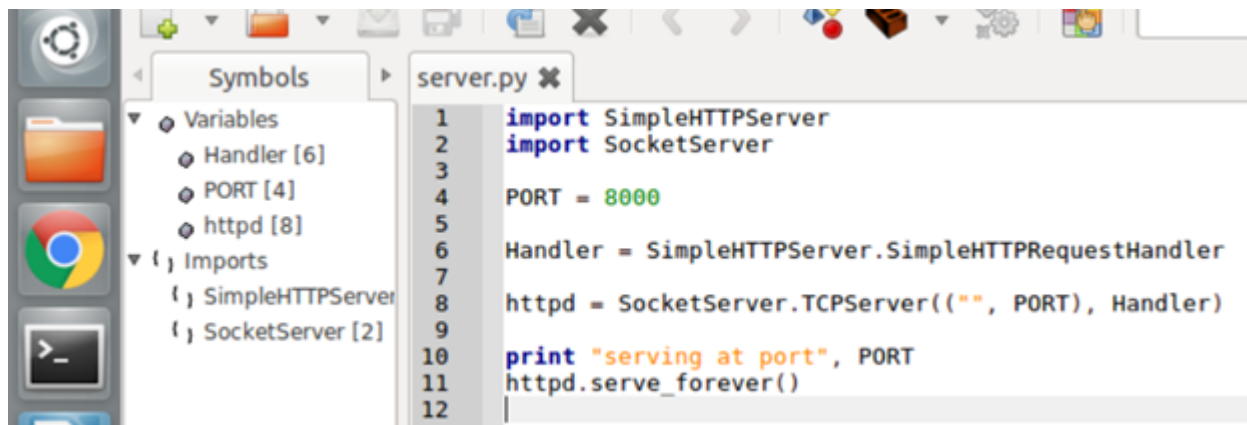 Symbols
Variables
Handler [6]
PORT [4]
httpd [8]
Imports
SimpleHTTPServer
SocketServer [2]
server.py
1 import SimpleHTTPServer
2 import SocketServer
3
4 PORT = 8000
5
6 Handler = SimpleHTTPServer.SimpleHTTPRequestHandler
7
8 httpd = SocketServer.TCPServer(("", PORT), Handler)
9
10 print "serving at port", PORT
11 httpd.serve_forever()
12